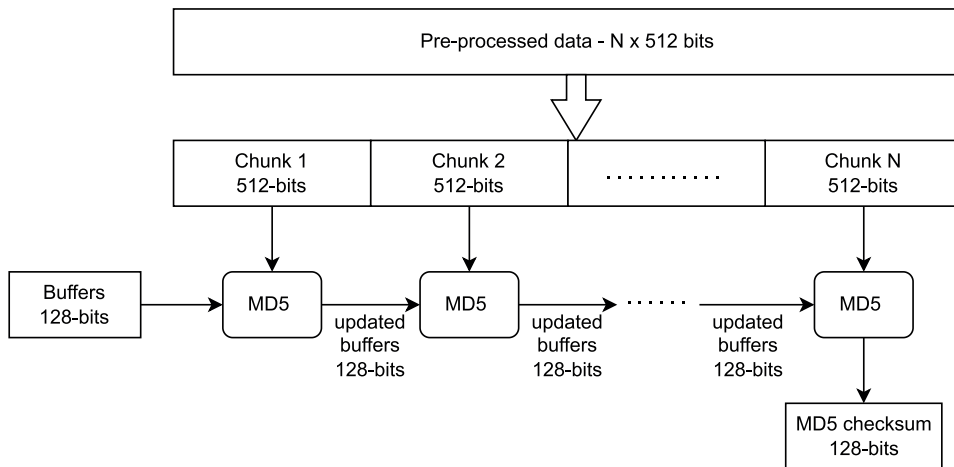 Pre-processed data - N x 512 bits
Chunk 1
512-bits
Chunk 2
512-bits
............
Chunk N
512-bits
Buffers
128-bits
MD5
updated
buffers
128-bits
MD5
updated
buffers
128-bits
.......
updated
buffers
128-bits
MD5
MD5 checksum
128-bits